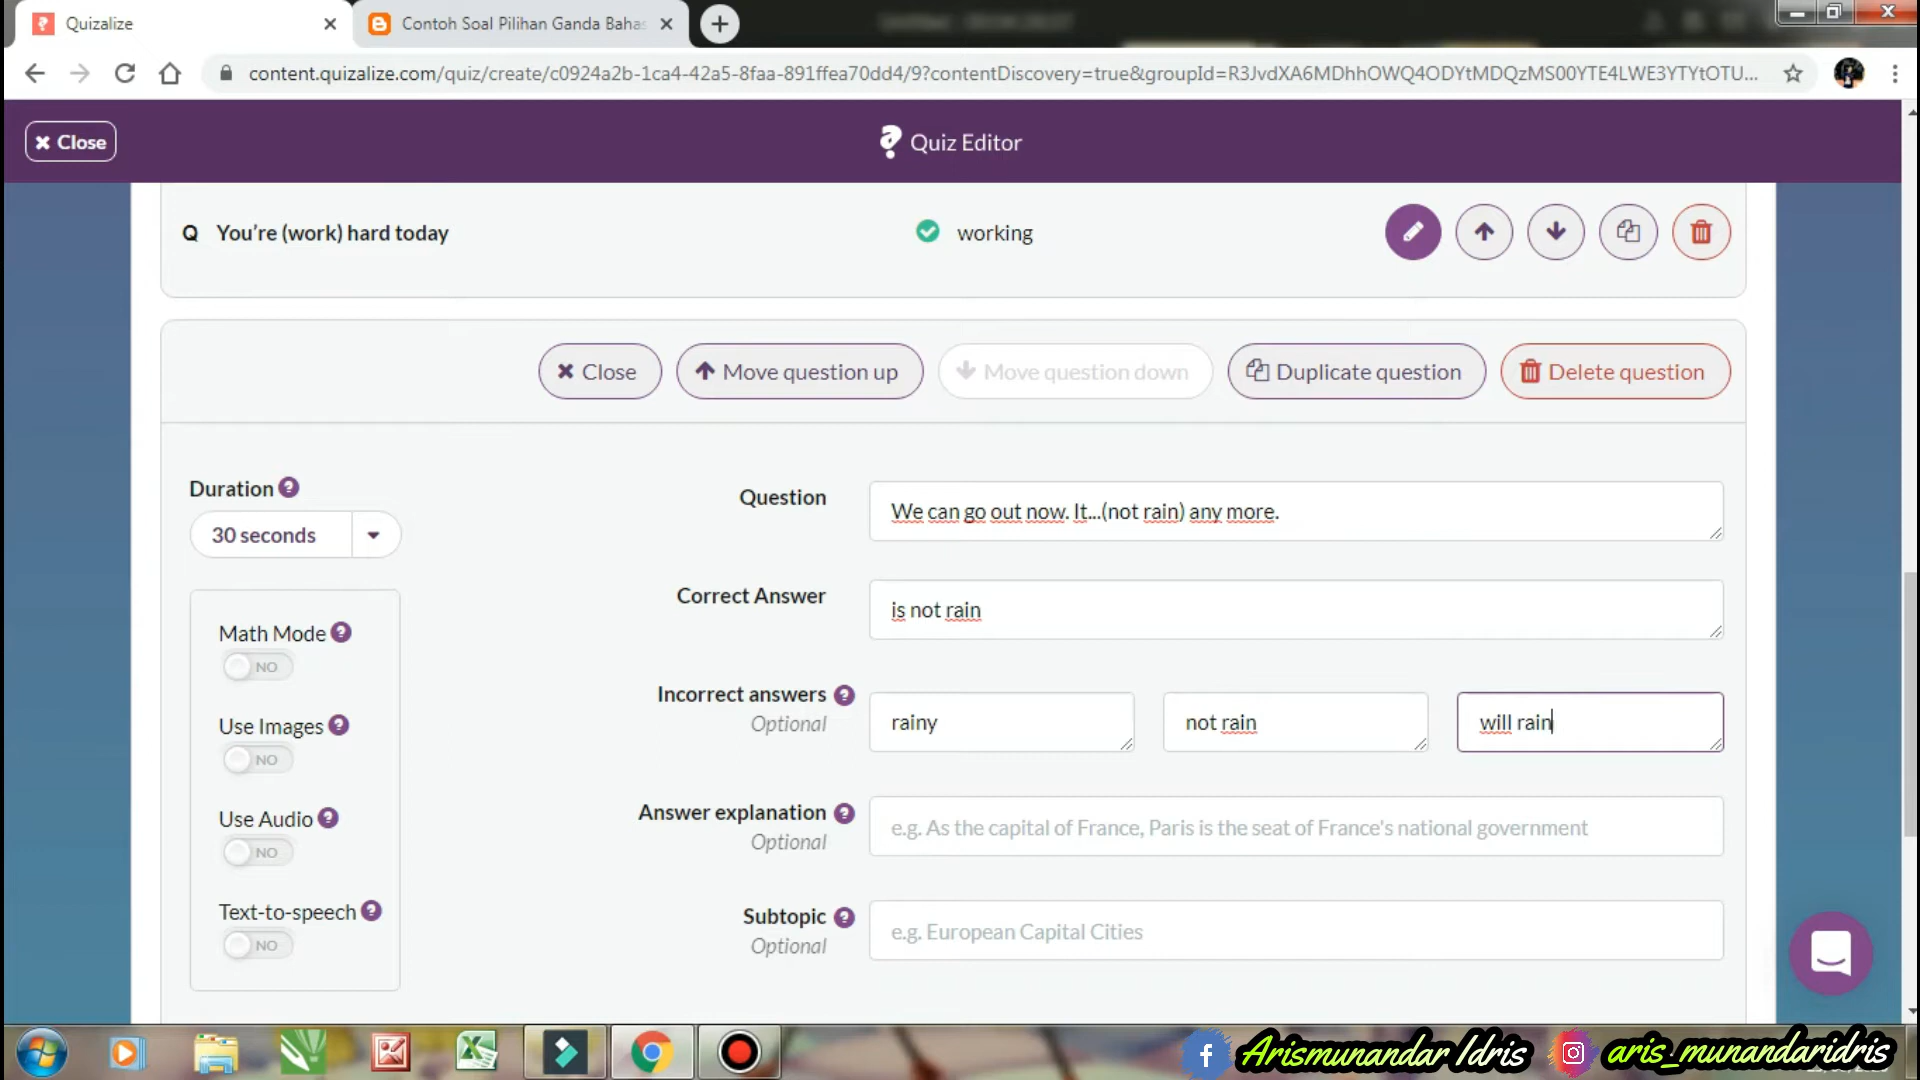 Quizalize
Contoh Soal Pilihan Ganda Baha
content.quizalize.com/quiz/create/c0924a2b-1ca4-42a5-8faa-891ffea70dd4/9?contentDiscovery=true&groupId=R3JvdXA6MDhhOWQ4ODYtMDQzMS00YTE4LWE3YTYtOTU...
Close
Quiz Editor
Q You're (work) hard today
working
Close
Move question up
Move question down
Duplicate question
Delete question
Duration
30 seconds
Question
We can go out now. It...(not rain) any more.
Correct Answer
is not rain
Math Mode
NO
Incorrect answers
Optional
rainy
not rain
will rain
Use Images
NO
Use Audio
NO
Answer explanation
Optional
e.g. As the capital of France, Paris is the seat of France's national government
Text-to-speech
NO
Subtopic
Optional
e.g. European Capital Cities
Arismunandar Idris
aris_munandaridris